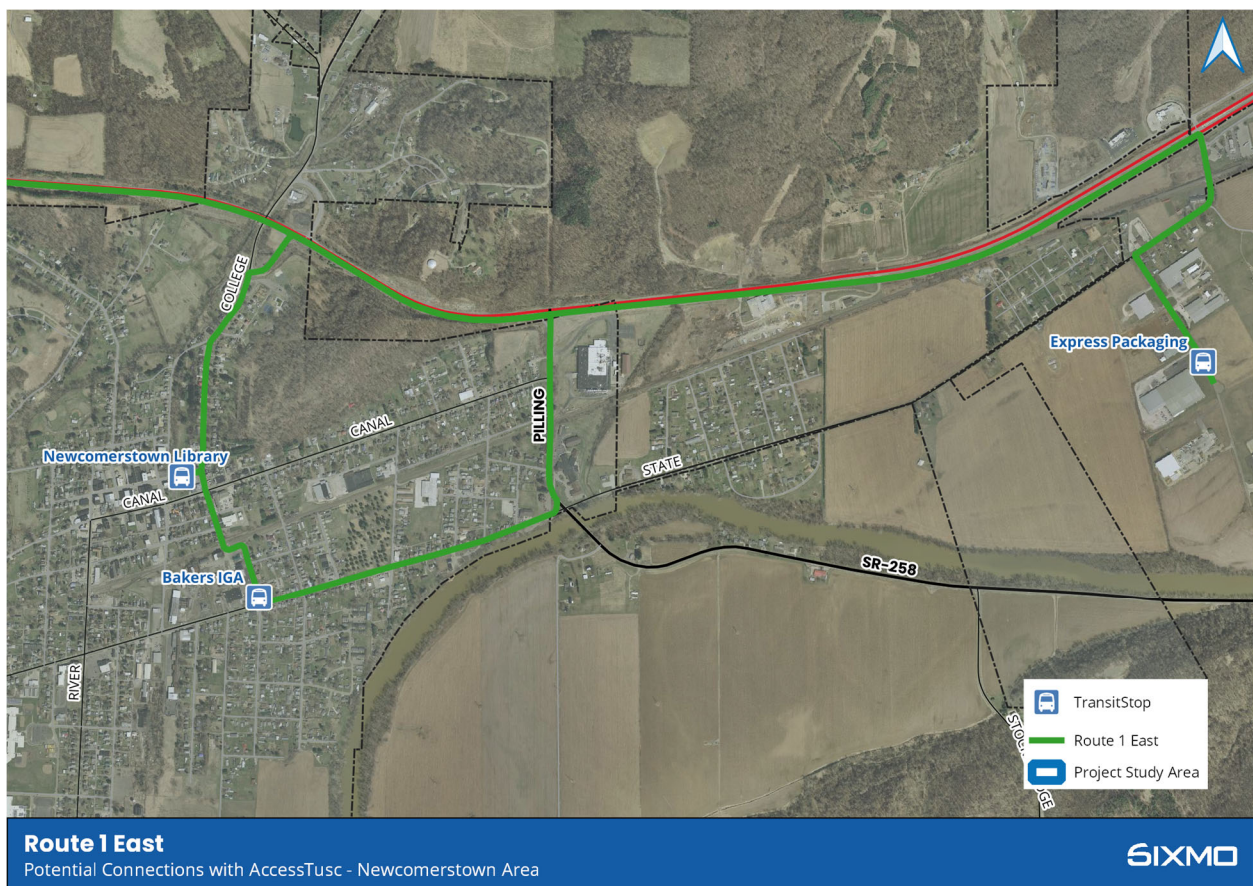 COLLEGE
Express Packaging
CANAL
PILLING
Newcomerstown Library
STATE
CANAL
SR-258
Bakers IGA
RIVER
TransitStop
Route 1 East
Project Study Area
Route 1 East
Potential Connections with AccessTusc - Newcomerstown Area
SIXMO